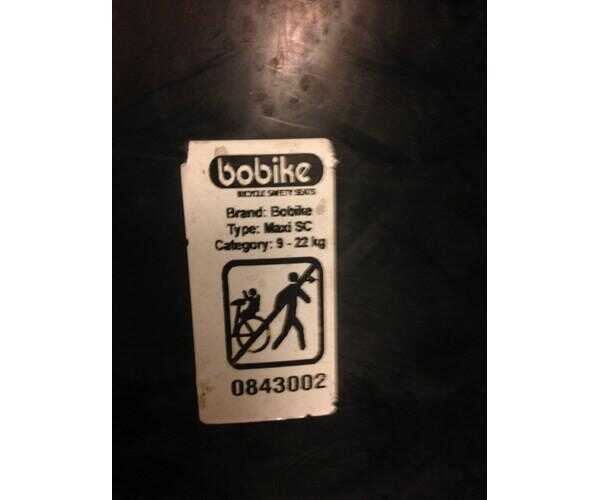 bobike
BICYCLE SAFETY SEATS
Brand: Bobike
Type: Maxi SC
Category: 9 - 22 kg
0843002